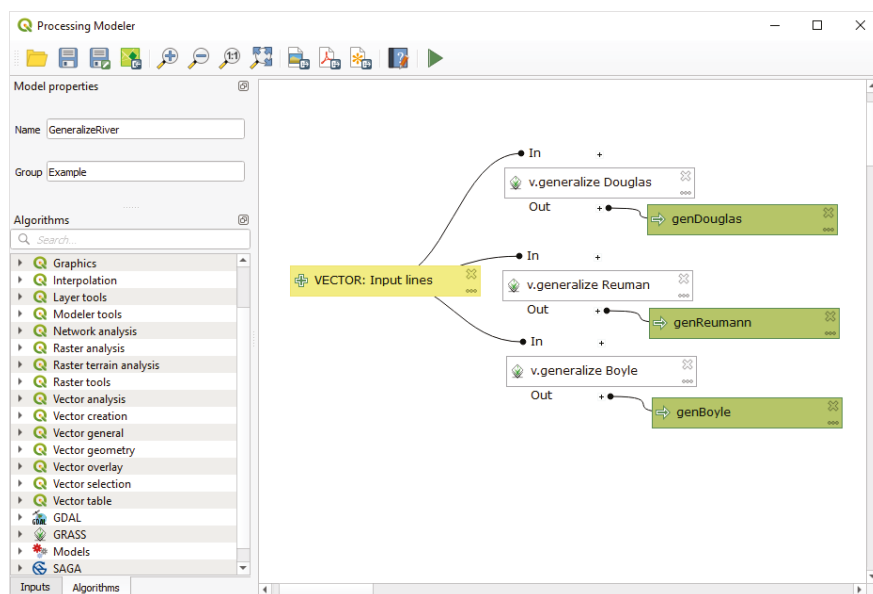 Processing Modeler
1:1
Model properties
Name GeneralizeRiver
Group Example
Algorithms
Search...
Graphics
Interpolation
Layer tools
Modeler tools
Network analysis
Raster analysis
Raster terrain analysis
Raster tools
Vector analysis
Vector creation
Vector general
Vector geometry
Vector overlay
Vector selection
Vector table
GDAL
GRASS
Models
SAGA
Inputs Algorithms
In +
v.generalize Douglas
Out +
genDouglas
VECTOR: Input lines
In +
v.generalize Reuman
Out +
genReumann
In +
v.generalize Boyle
Out +
genBoyle